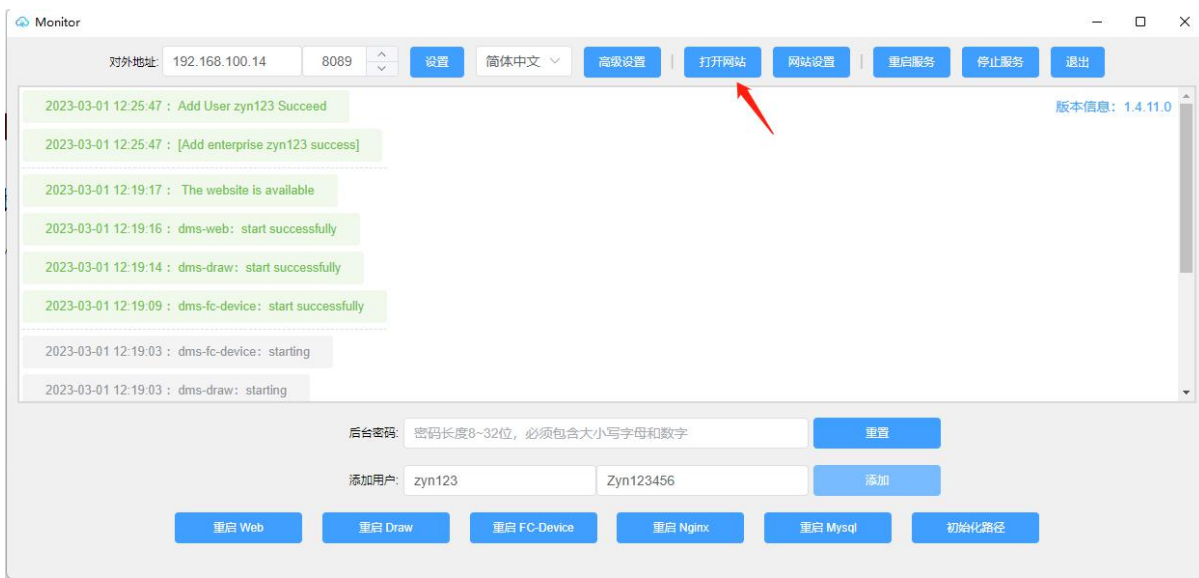 Monitor
对外地址: 192.168.100.14 8089 设置 简体中文 高级设置 | 打开网站 网站设置 | 重启服务 停止服务 退出
2023-03-01 12:25:47： Add User zyn123 Succeed 版本信息：1.4.11.0
2023-03-01 12:25:47： [Add enterprise zyn123 success]
2023-03-01 12:19:17： The website is available
2023-03-01 12:19:16： dms-web：start successfully
2023-03-01 12:19:14： dms-draw：start successfully
2023-03-01 12:19:09： dms-fc-device：start successfully
2023-03-01 12:19:03： dms-fc-device：starting
2023-03-01 12:19:03： dms-draw：starting
后台密码: 密码长度8~32位，必须包含大小写字母和数字 重置
添加用户: zyn123 Zyn123456 添加
重启 Web 重启 Draw 重启 FC-Device 重启 Nginx 重启 Mysql 初始化路径